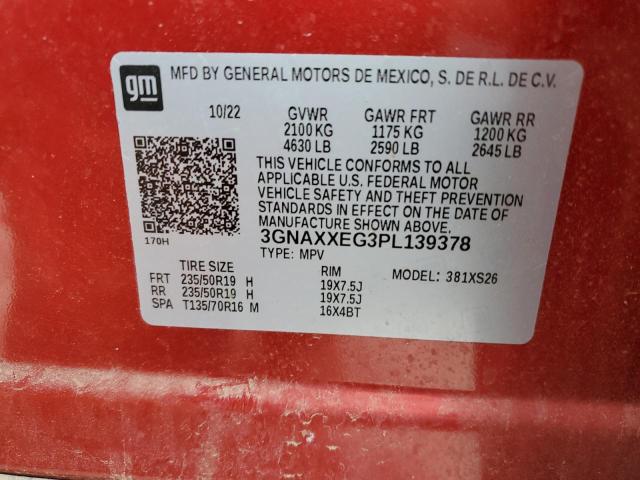 gm
MFD BY GENERAL MOTORS DE MEXICO, S. DE R.L. DE C.V.
10/22 GVWR GAWR FRT GAWR RR
2100 KG 1175 KG 1200 KG
4630 LB 2590 LB 2645 LB
THIS VEHICLE CONFORMS TO ALL
APPLICABLE U.S. FEDERAL MOTOR
VEHICLE SAFETY AND THEFT PREVENTION
STANDARDS IN EFFECT ON THE DATE OF
MANUFACTURE SHOWN ABOVE.
170H
3GNAXXEG3PL139378
TYPE: MPV
TIRE SIZE RIM MODEL: 381XS26
FRT 235/50R19 H 19X7.5J
RR 235/50R19 H 19X7.5J
SPA T135/70R16 M 16X4BT